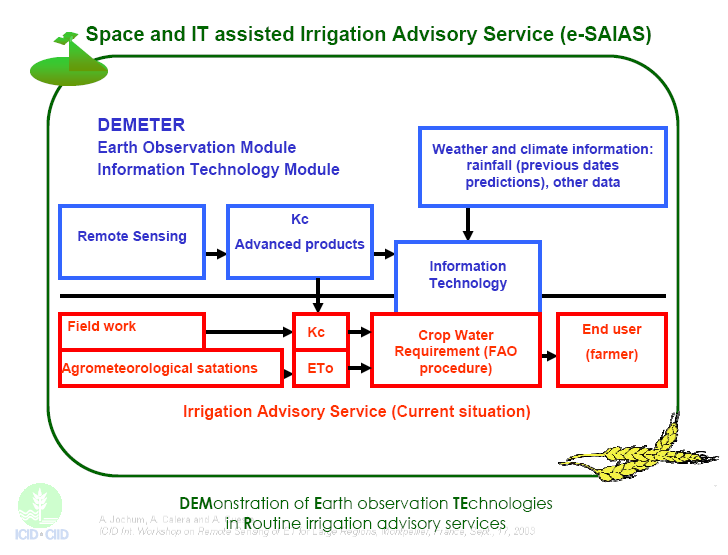 Space and IT assisted Irrigation Advisory Service (e-SAIAS)
DEMETER
Earth Observation Module
Information Technology Module
Weather and climate information:
rainfall (previous dates
predictions), other data
Remote Sensing
Kc
Advanced products
Information
Technology
Field work
Kc
Crop Water
Requirement (FAO
procedure)
End user
(farmer)
Agrometeorological satations
ETo
Irrigation Advisory Service (Current situation)
DEMonstration of Earth observation TEchnologies
in Routine irrigation advisory services
A. Jochum, A. Calera and A.
ICID Int. Workshop on Remote Sensing of ET for Large Regions, Montpellier, France, Sept., 17, 2003
ICID•CIID